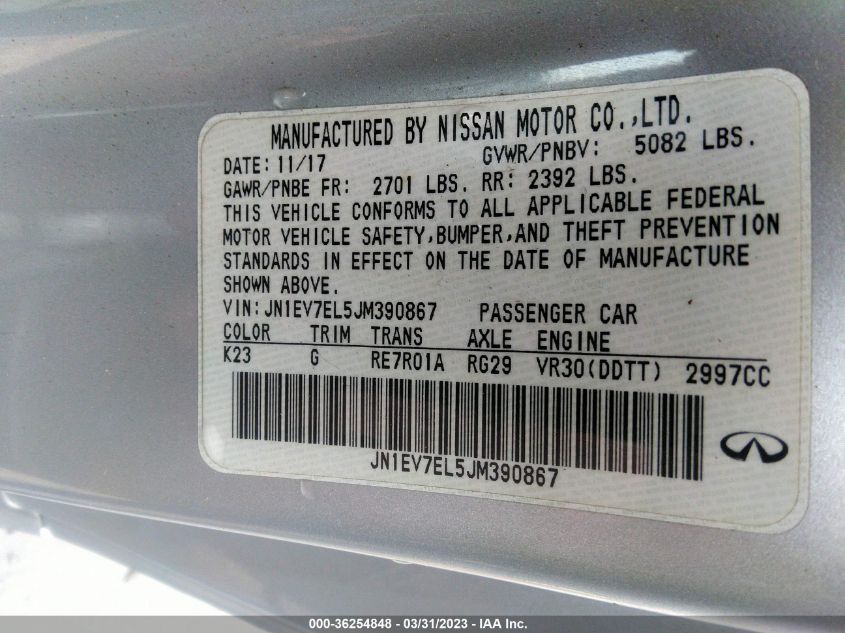 MANUFACTURED BY NISSAN MOTOR CO.,LTD.
DATE: 11/17 GVWR/PNBV: 5082 LBS.
GAWR/PNBE FR: 2701 LBS. RR: 2392 LBS.
THIS VEHICLE CONFORMS TO ALL APPLICABLE FEDERAL
MOTOR VEHICLE SAFETY,BUMPER,AND THEFT PREVENTION
STANDARDS IN EFFECT ON THE DATE OF MANUFACTURE
SHOWN ABOVE.
VIN:JN1EV7EL5JM390867 PASSENGER CAR
COLOR TRIM TRANS AXLE ENGINE
K23 G RE7R01A RG29 VR30(DDTT) 2997CC
JN1EV7EL5JM390867
000-36254848 - 03/31/2023 - IAA Inc.